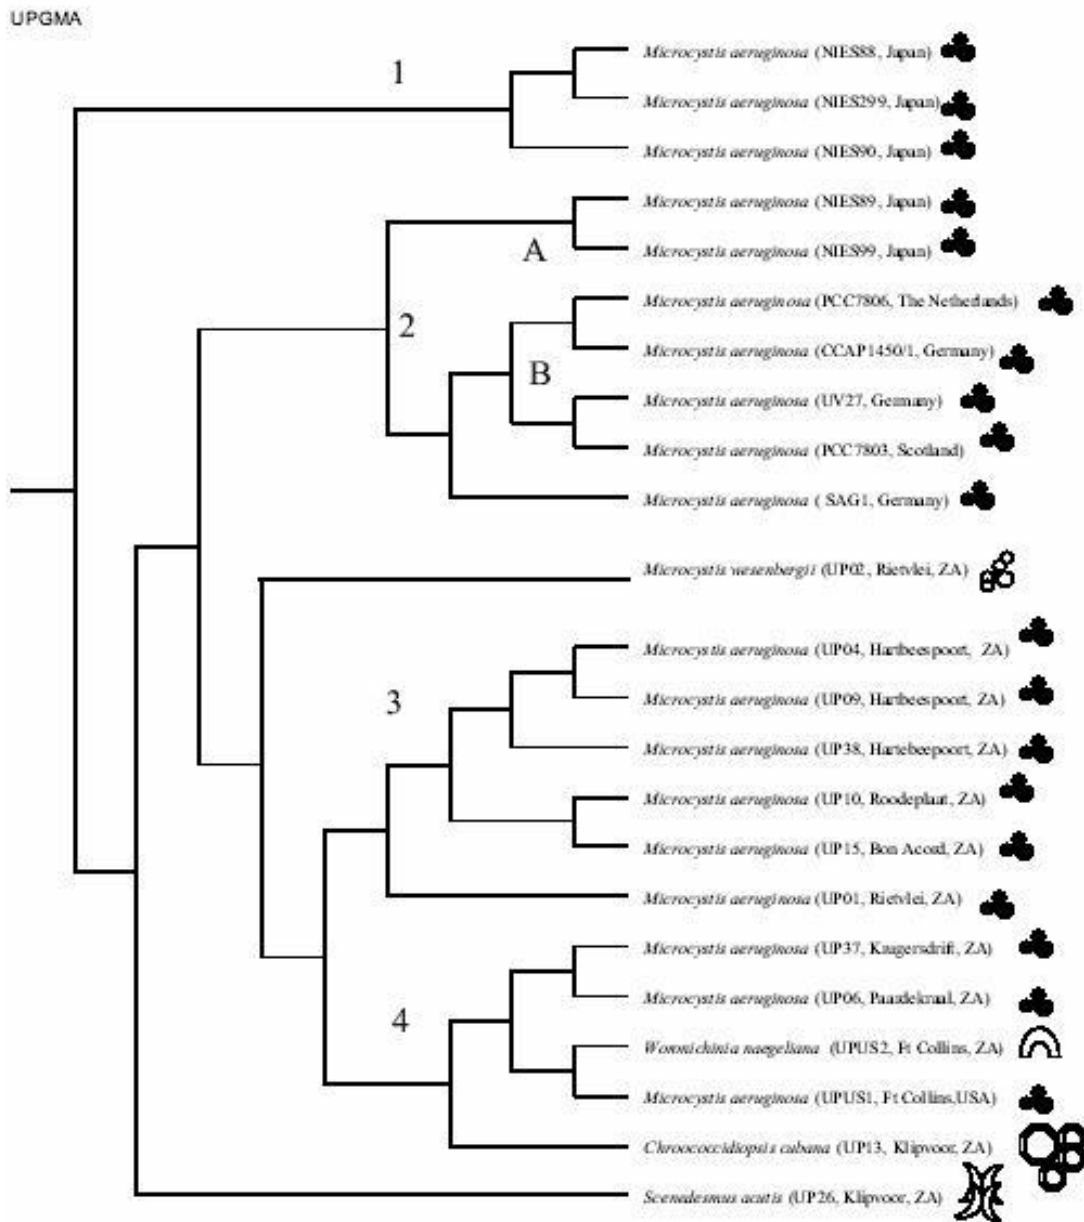 UPGMA
1
Microcystis aeruginosa (NIES88, Japan)
Microcystis aeruginosa (NIES299, Japan)
Microcystis aeruginosa (NIES90, Japan)
Microcystis aeruginosa (NIES89, Japan)
A
Microcystis aeruginosa (NIES99, Japan)
Microcystis aeruginosa (PCC7806, The Netherlands)
2
Microcystis aeruginosa (CCAP1450/1, Germany)
B
Microcystis aeruginosa (UV27, Germany)
Microcystis aeruginosa (PCC7803, Scotland)
Microcystis aeruginosa ( SAG1, Germany)
Microcystis wesenbergii (UP02, Rietvlei, ZA)
Microcystis aeruginosa (UP04, Hartbeespoort, ZA)
3
Microcystis aeruginosa (UP09, Hartbeespoort, ZA)
Microcystis aeruginosa (UP38, Hartebeepoort, ZA)
Microcystis aeruginosa (UP10, Roodeplaat, ZA)
Microcystis aeruginosa (UP15, Bon Acord, ZA)
Microcystis aeruginosa (UP01, Rietvlei, ZA)
Microcystis aeruginosa (UP37, Kaugersdrift, ZA)
Microcystis aeruginosa (UP06, Paardekraal, ZA)
4
Woronichinia naegeliana (UPUS2, Ft Collins, ZA)
Microcystis aeruginosa (UPUS1, Ft Collins,USA)
Chroococcidiopsis cubana (UP13, Klipvoor, ZA)
Scenedesmus acutis (UP26, Klipvoor, ZA)